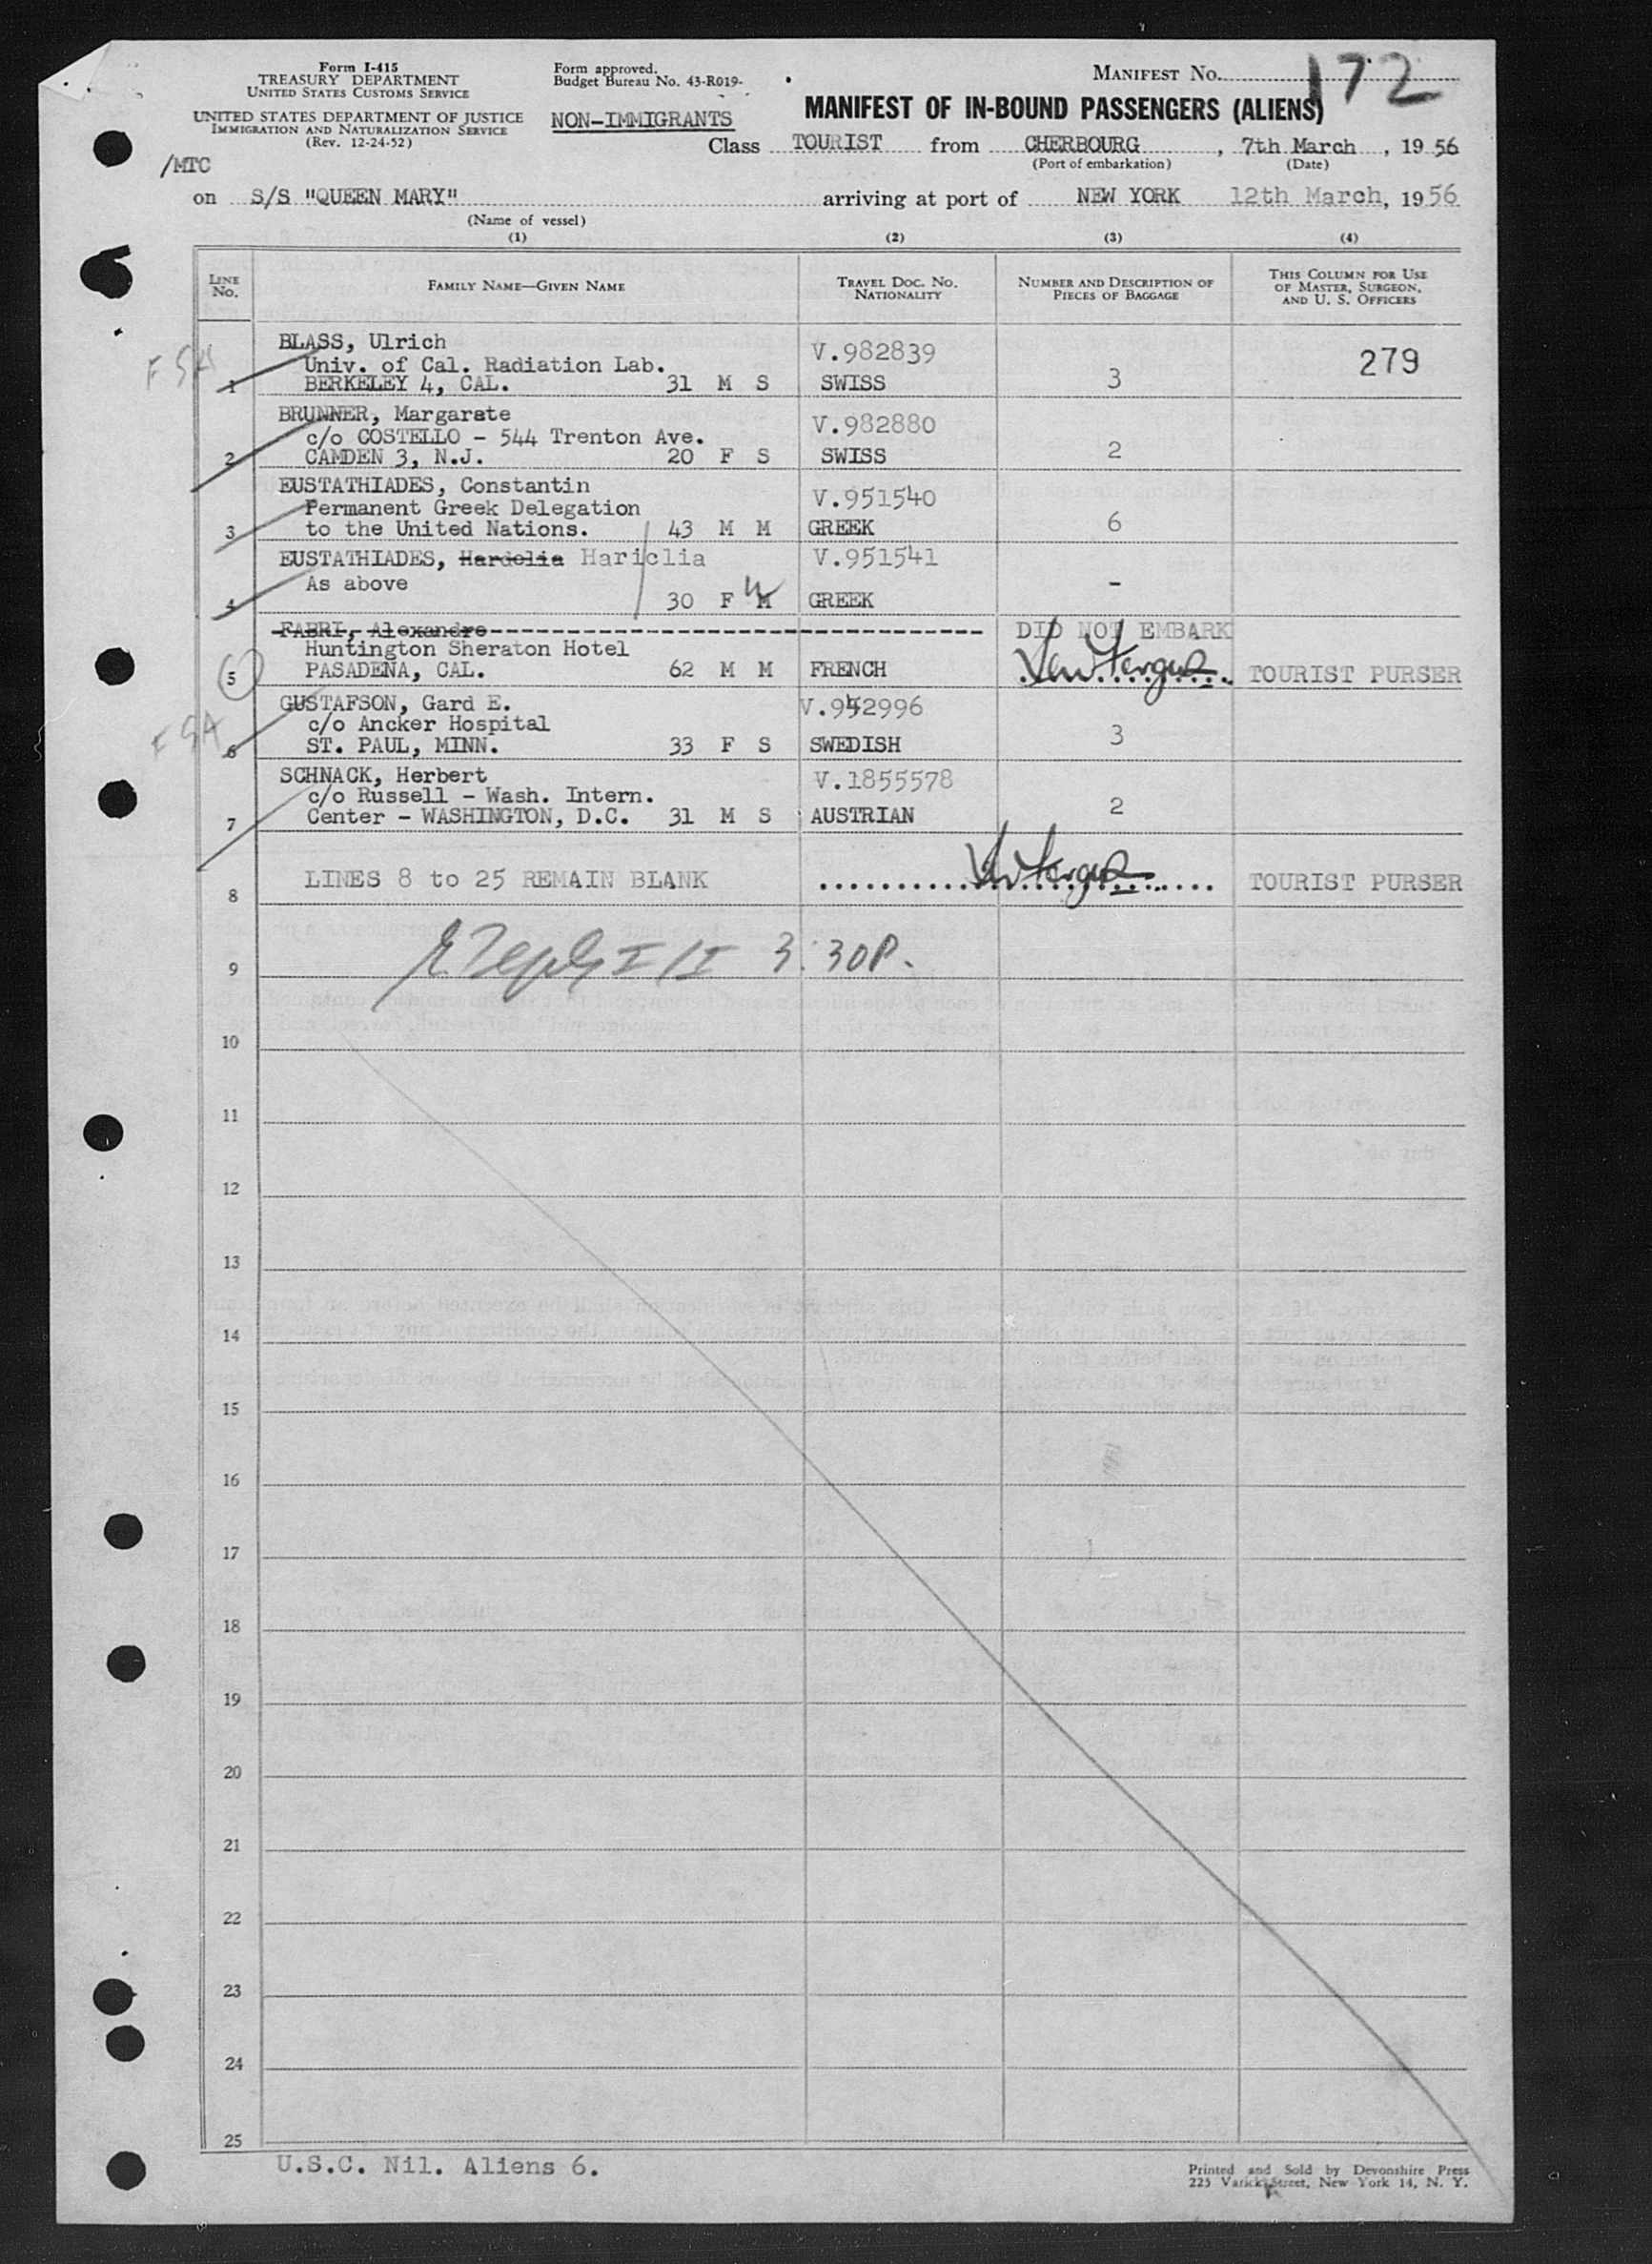 Form I-415
TREASURY DEPARTMENT
UNITED STATES CUSTOMS SERVICE
UNITED STATES DEPARTMENT OF JUSTICE
IMMIGRATION AND NATURALIZATION SERVICE
(Rev. 12-24-52)
/MTC
Form approved.
Budget Bureau No. 43-R019-
NON-IMMIGRANTS
MANIFEST No. 172
MANIFEST OF IN-BOUND PASSENGERS (ALIENS)
Class TOURIST from CHERBOURG, 7th March, 1956
(Port of embarkation) (Date)
on S/S "QUEEN MARY" arriving at port of NEW YORK 12th March, 1956
(Name of vessel)
(1) (2) (3) (4)
LINE No. FAMILY NAME—GIVEN NAME TRAVEL DOC. NO. NATIONALITY NUMBER AND DESCRIPTION OF PIECES OF BAGGAGE THIS COLUMN FOR USE OF MASTER, SURGEON, AND U. S. OFFICERS
FSA
BLASS, Ulrich V.982839 279
Univ. of Cal. Radiation Lab.
1 BERKELEY 4, CAL. 31 M S SWISS 3
BRUNNER, Margarete V.982880
c/o COSTELLO - 544 Trenton Ave.
2 CAMDEN 3, N.J. 20 F S SWISS 2
EUSTATHIADES, Constantin V.951540
Permanent Greek Delegation
3 to the United Nations. 43 M M GREEK 6
EUSTATHIADES, Hardelia Hariclia V.951541
As above
4 30 F M GREEK -
FABRI, Alexandre DID NOT EMBARK
Huntington Sheraton Hotel
5 PASADENA, CAL. 62 M M FRENCH TOURIST PURSER
FSA
GUSTAFSON, Gard E. V.942996
c/o Ancker Hospital
6 ST. PAUL, MINN. 33 F S SWEDISH 3
SCHNACK, Herbert V.1855578
c/o Russell - Wash. Intern.
7 Center - WASHINGTON, D.C. 31 M S AUSTRIAN 2
8 LINES 8 to 25 REMAIN BLANK TOURIST PURSER
9 3:30P.
10
11
12
13
14
15
16
17
18
19
20
21
22
23
24
25
U.S.C. Nil. Aliens 6.
Printed and Sold by Devonshire Press
225 Varick Street, New York 14, N. Y.